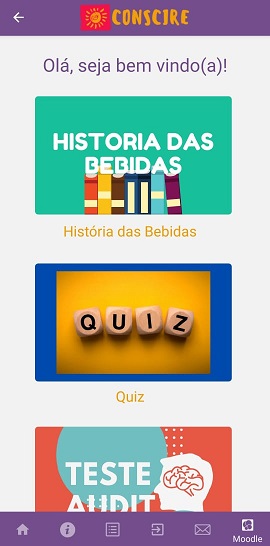 CONSCIRE
Olá, seja bem vindo(a)!
HISTORIA DAS
BEBIDAS
História das Bebidas
QUIZ
Quiz
TESTE
AUDIT
Moodle